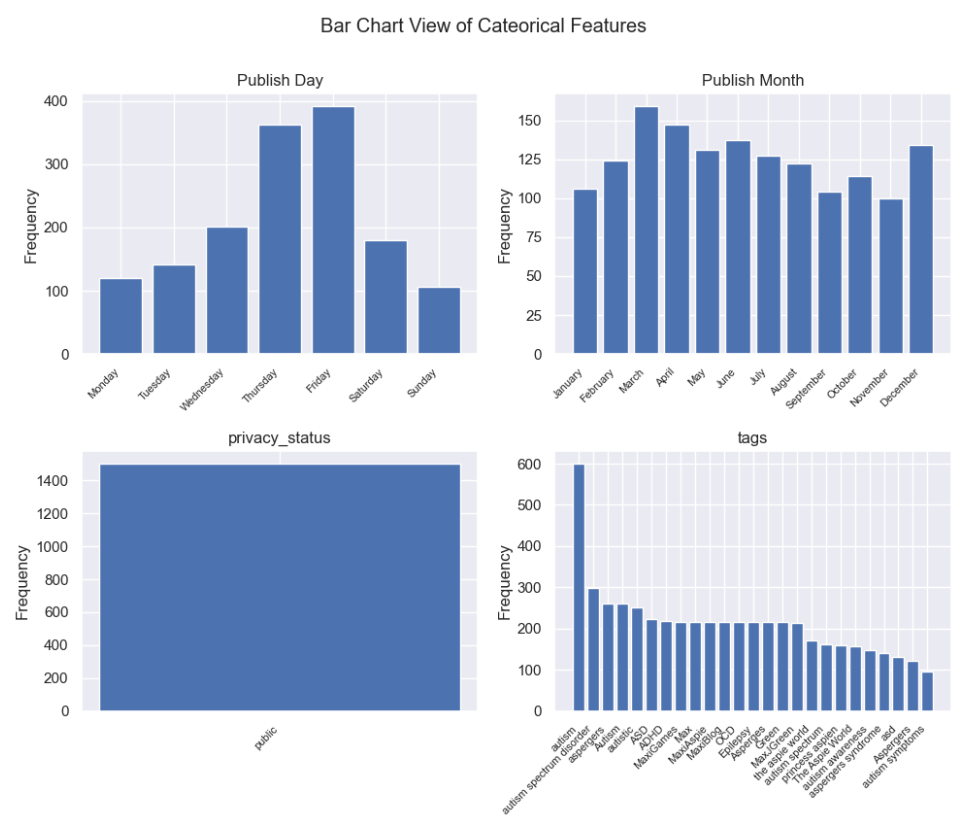 Bar Chart View of Cateorical Features
Publish Day
Frequency
400
300
200
100
0
Monday
Tuesday
Wednesday
Thursday
Friday
Saturday
Sunday
Publish Month
Frequency
150
125
100
75
50
25
0
January
February
March
April
May
June
July
August
September
October
November
December
privacy_status
Frequency
1400
1200
1000
800
600
400
200
0
public
tags
Frequency
600
500
400
300
200
100
0
autism
autism spectrum disorder
aspergers
Autism
autistic
ASD
ADHD
MaxiGames
Max
MaxiAspie
MaxiBlog
OCD
Epilepsy
Asperges
Green
MaxJGreen
the aspie world
autism spectrum
princess aspien
The Aspie World
autism awareness
aspergers syndrome
asd
Aspergers
autism symptoms